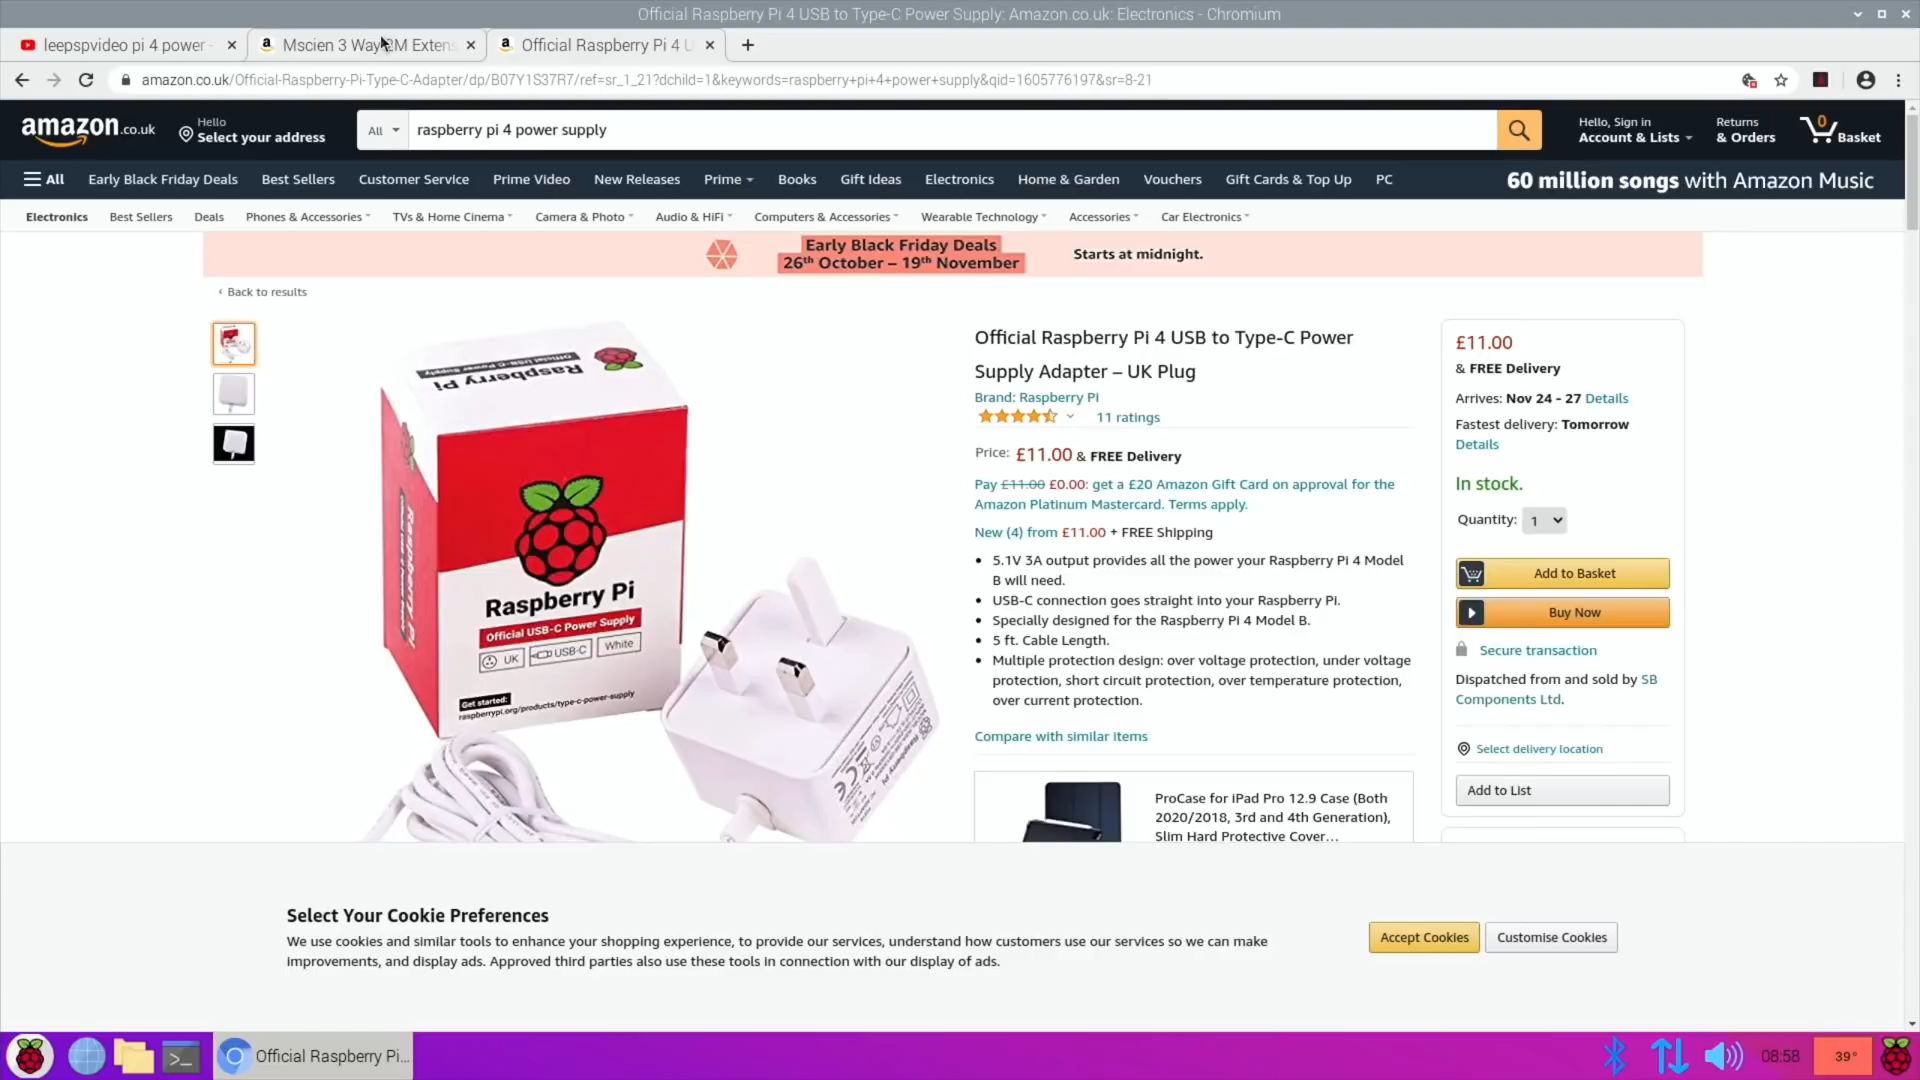 Official Raspberry Pi 4 USB to Type-C Power Supply: Amazon.co.uk: Electronics - Chromium
leepspvideo pi 4 power
Mscien 3 Way 2M Extens
Official Raspberry Pi 4 U
amazon.co.uk/Official-Raspberry-Pi-Type-C-Adapter/dp/B07Y1S37R7/ref=sr_1_21?dchild=1&keywords=raspberry+pi+4+power+supply&qid=1605776197&sr=8-21
amazon.co.uk
Hello
Select your address
All
raspberry pi 4 power supply
Hello, Sign in
Account & Lists
Returns
& Orders
0
Basket
All
Early Black Friday Deals
Best Sellers
Customer Service
Prime Video
New Releases
Prime
Books
Gift Ideas
Electronics
Home & Garden
Vouchers
Gift Cards & Top Up
PC
60 million songs with Amazon Music
Electronics
Best Sellers
Deals
Phones & Accessories
TVs & Home Cinema
Camera & Photo
Audio & HiFi
Computers & Accessories
Wearable Technology
Accessories
Car Electronics
Early Black Friday Deals
26th October – 19th November
Starts at midnight.
‹ Back to results
Official USB-C Power Supply
Raspberry Pi
Raspberry Pi
Raspberry Pi
Official USB-C Power Supply
UK
USB-C
White
Get started:
raspberrypi.org/products/type-c-power-supply
Official Raspberry Pi 4 USB to Type-C Power
Supply Adapter – UK Plug
Brand: Raspberry PI
11 ratings
Price: £11.00 & FREE Delivery
Pay £11.00 £0.00: get a £20 Amazon Gift Card on approval for the
Amazon Platinum Mastercard. Terms apply.
New (4) from £11.00 + FREE Shipping
• 5.1V 3A output provides all the power your Raspberry Pi 4 Model
B will need.
• USB-C connection goes straight into your Raspberry Pi.
• Specially designed for the Raspberry Pi 4 Model B.
• 5 ft. Cable Length.
• Multiple protection design: over voltage protection, under voltage
protection, short circuit protection, over temperature protection,
over current protection.
Compare with similar items
ProCase for iPad Pro 12.9 Case (Both
2020/2018, 3rd and 4th Generation),
Slim Hard Protective Cover…
£11.00
& FREE Delivery
Arrives: Nov 24 - 27 Details
Fastest delivery: Tomorrow
Details
In stock.
Quantity: 1
Add to Basket
Buy Now
Secure transaction
Dispatched from and sold by SB
Components Ltd.
Select delivery location
Add to List
Select Your Cookie Preferences
We use cookies and similar tools to enhance your shopping experience, to provide our services, understand how customers use our services so we can make
improvements, and display ads. Approved third parties also use these tools in connection with our display of ads.
Accept Cookies
Customise Cookies
Official Raspberry Pi...
08:58
39°